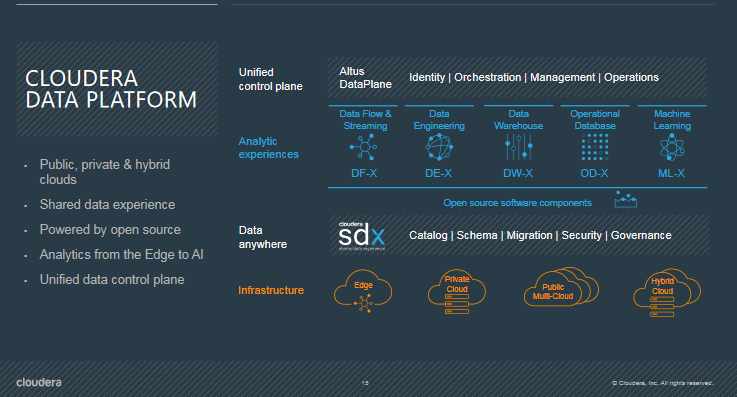 CLOUDERA
DATA PLATFORM
• Public, private & hybrid
clouds
• Shared data experience
• Powered by open source
• Analytics from the Edge to AI
• Unified data control plane
Unified
control plane
Altus
DataPlane
Identity | Orchestration | Management | Operations
Analytic
experiences
Data Flow &
Streaming
DF-X
Data
Engineering
DE-X
Data
Warehouse
DW-X
Operational
Database
OD-X
Machine
Learning
ML-X
Open source software components
Data
anywhere
cloudera
sdx
shared data experience
Catalog | Schema | Migration | Security | Governance
Infrastructure
Edge
Private
Cloud
Public
Multi-Cloud
Hybrid
Cloud
cloudera
15
© Cloudera, Inc. All rights reserved.